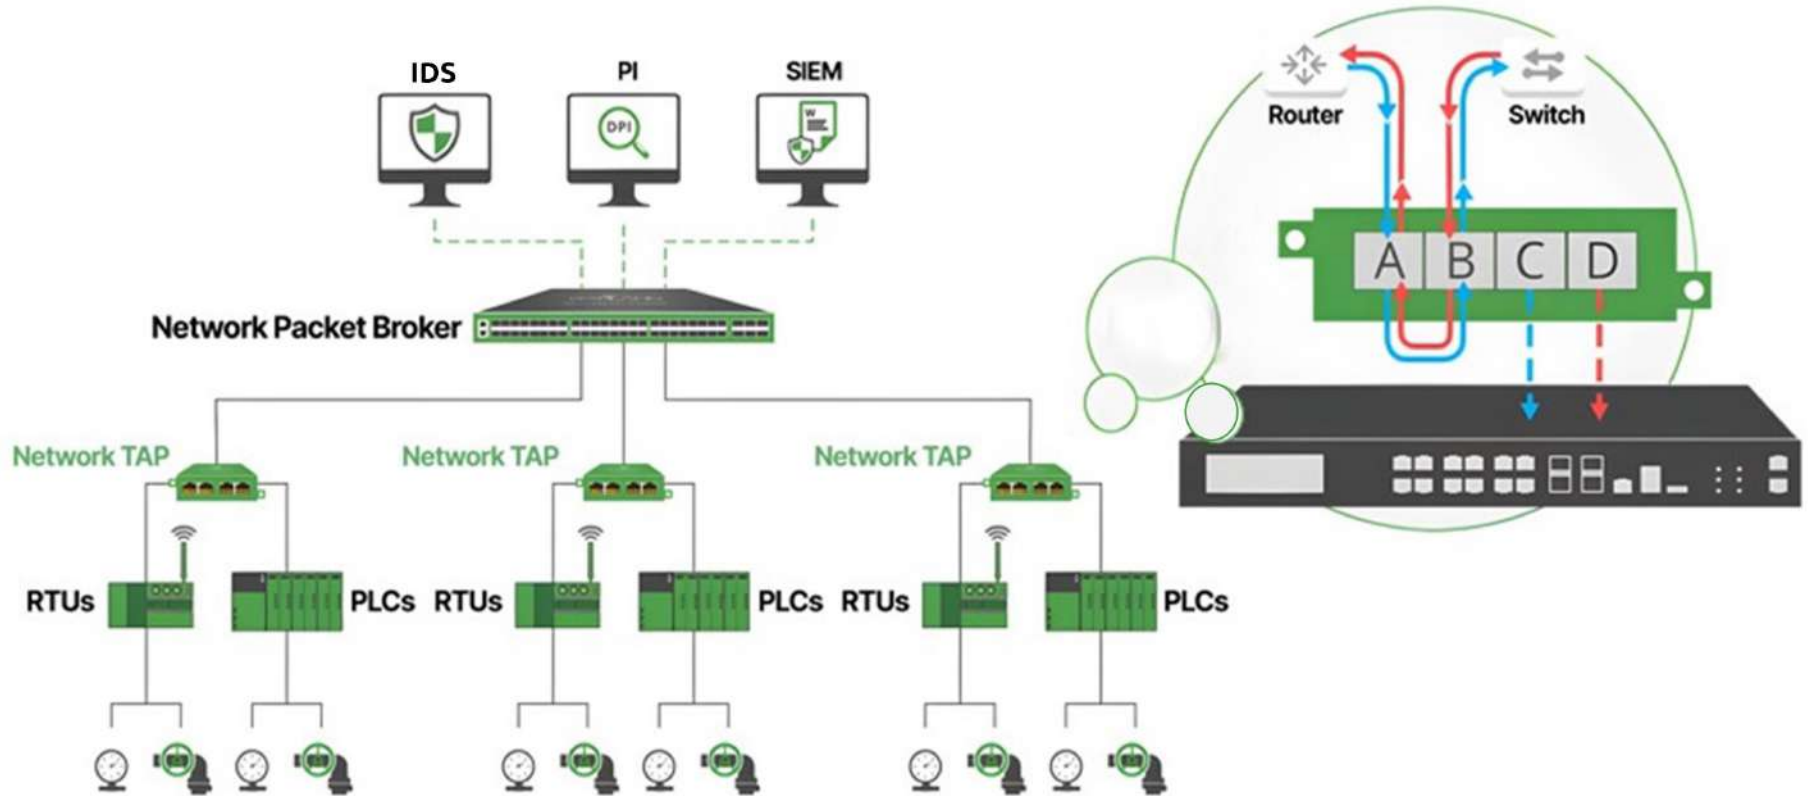 IDS
PI
SIEM
DPI
W
Network Packet Broker
Network TAP
Network TAP
Network TAP
RTUs
PLCs
RTUs
PLCs
RTUs
PLCs
Router
Switch
A
B
C
D